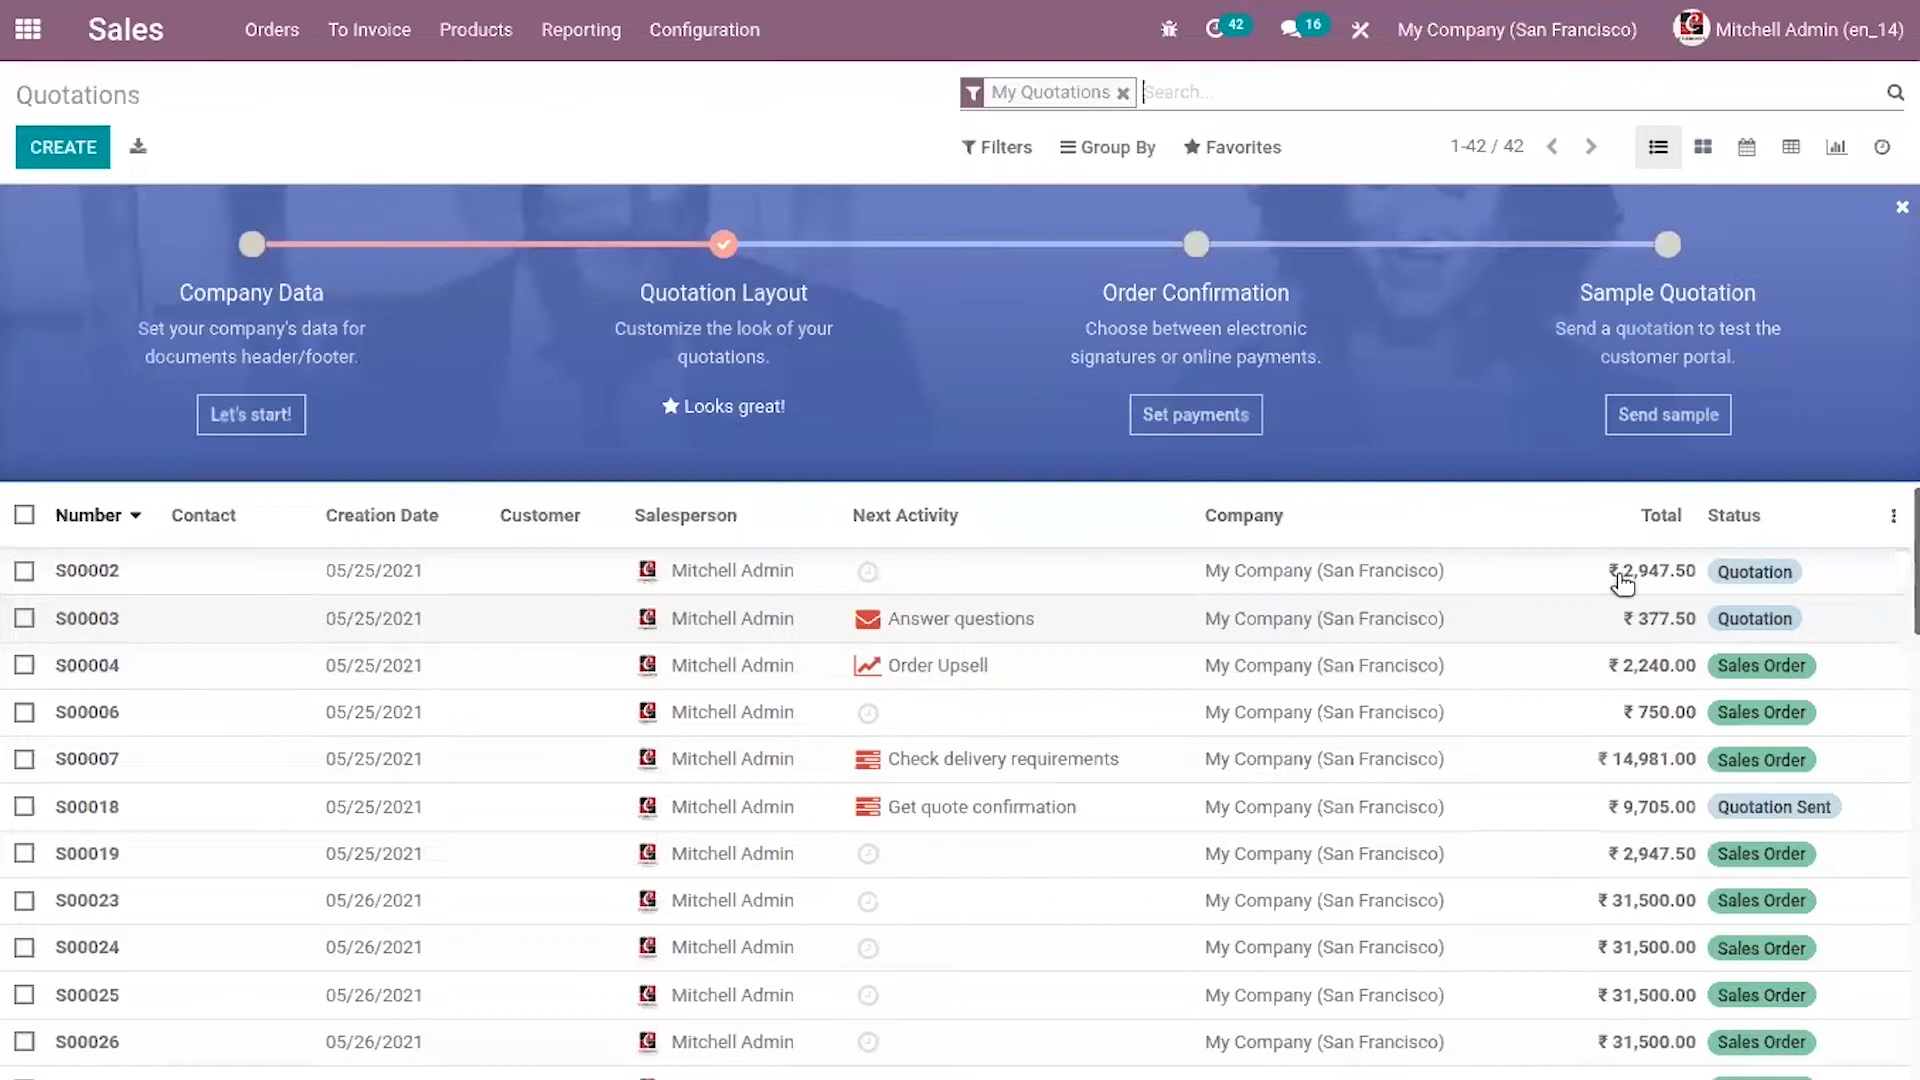 Sales Orders To Invoice Products Reporting Configuration 42 16 My Company (San Francisco) Mitchell Admin (en_14)
Quotations
My Quotations Search...
CREATE
Filters Group By Favorites 1-42 / 42
Company Data Quotation Layout Order Confirmation Sample Quotation
Set your company's data for Customize the look of your Choose between electronic Send a quotation to test the
documents header/footer. quotations. signatures or online payments. customer portal.
Let's start! Looks great! Set payments Send sample
Number Contact Creation Date Customer Salesperson Next Activity Company Total Status
S00002 05/25/2021 Mitchell Admin My Company (San Francisco) ₹ 2,947.50 Quotation
S00003 05/25/2021 Mitchell Admin Answer questions My Company (San Francisco) ₹ 377.50 Quotation
S00004 05/25/2021 Mitchell Admin Order Upsell My Company (San Francisco) ₹ 2,240.00 Sales Order
S00006 05/25/2021 Mitchell Admin My Company (San Francisco) ₹ 750.00 Sales Order
S00007 05/25/2021 Mitchell Admin Check delivery requirements My Company (San Francisco) ₹ 14,981.00 Sales Order
S00018 05/25/2021 Mitchell Admin Get quote confirmation My Company (San Francisco) ₹ 9,705.00 Quotation Sent
S00019 05/25/2021 Mitchell Admin My Company (San Francisco) ₹ 2,947.50 Sales Order
S00023 05/26/2021 Mitchell Admin My Company (San Francisco) ₹ 31,500.00 Sales Order
S00024 05/26/2021 Mitchell Admin My Company (San Francisco) ₹ 31,500.00 Sales Order
S00025 05/26/2021 Mitchell Admin My Company (San Francisco) ₹ 31,500.00 Sales Order
S00026 05/26/2021 Mitchell Admin My Company (San Francisco) ₹ 31,500.00 Sales Order